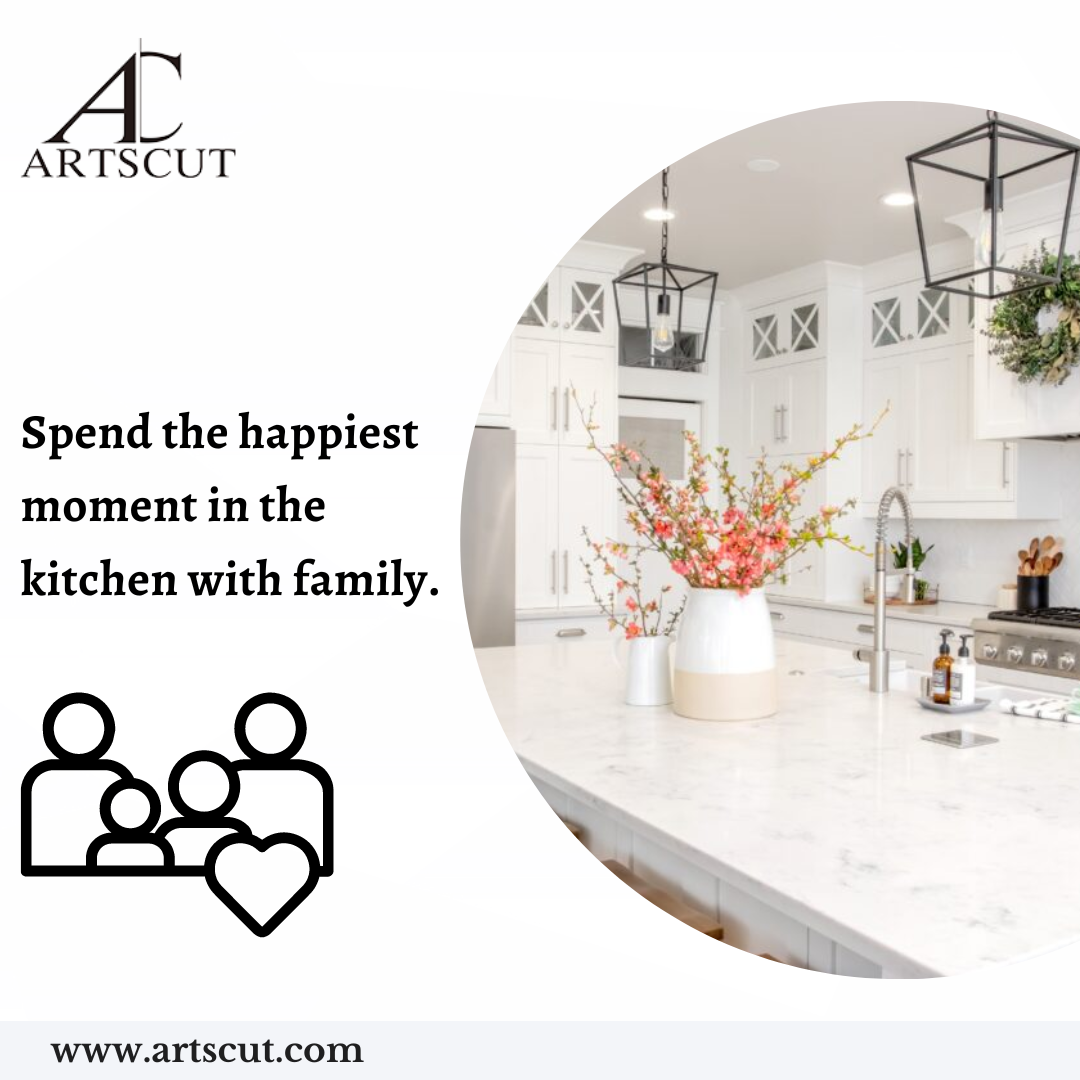 AC
ARTSCUT
Spend the happiest
moment in the
kitchen with family.
www.artscut.com